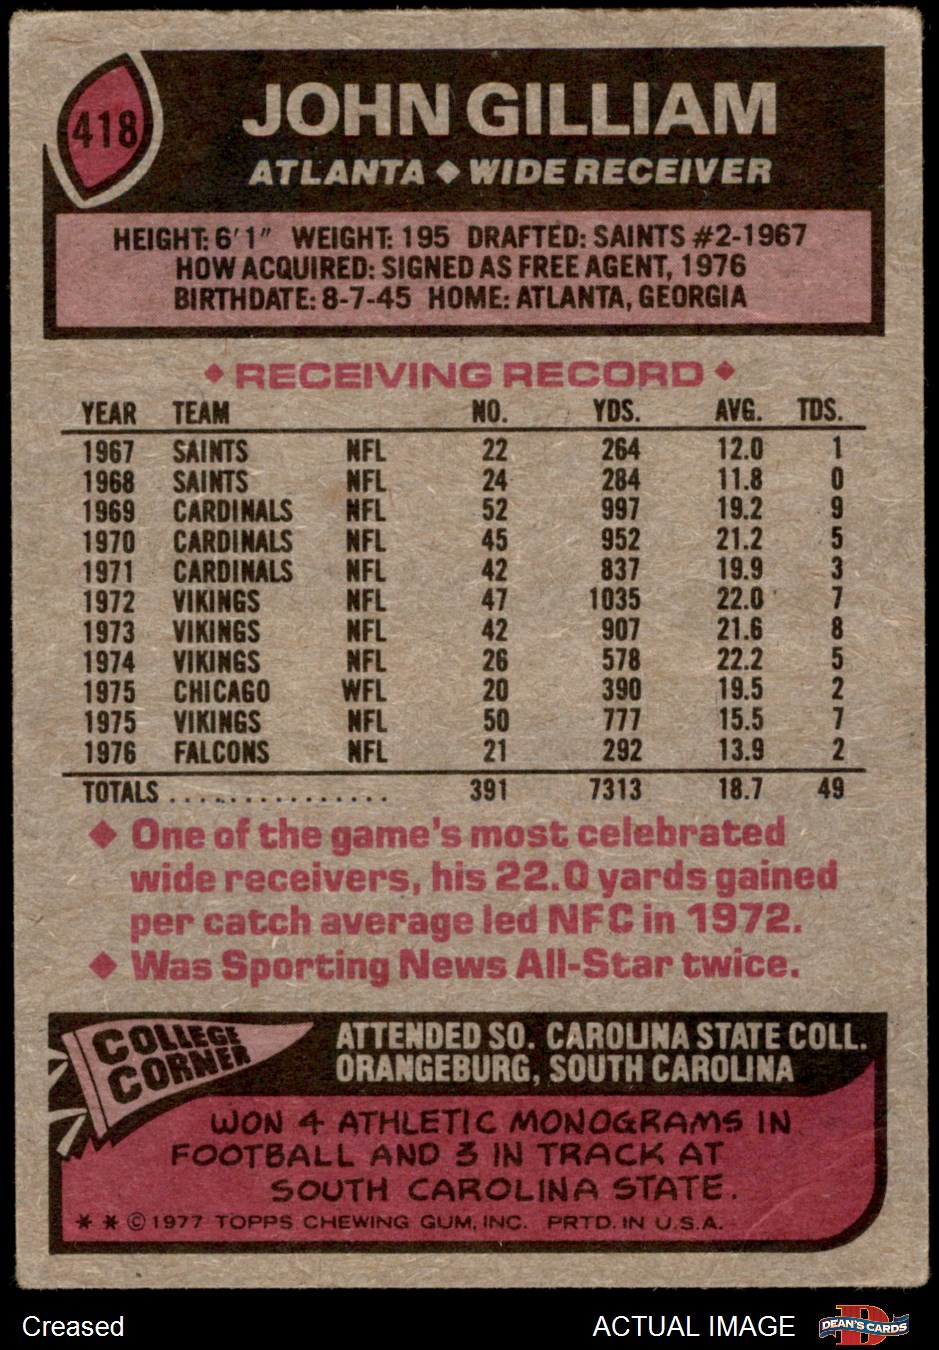 418
JOHN GILLIAM
ATLANTA ◆ WIDE RECEIVER
HEIGHT: 6'1" WEIGHT: 195 DRAFTED: SAINTS #2-1967
HOW ACQUIRED: SIGNED AS FREE AGENT, 1976
BIRTHDATE: 8-7-45 HOME: ATLANTA, GEORGIA
◆ RECEIVING RECORD ◆
YEAR TEAM NO. YDS. AVG. TDS.
1967 SAINTS NFL 22 264 12.0 1
1968 SAINTS NFL 24 284 11.8 0
1969 CARDINALS NFL 52 997 19.2 9
1970 CARDINALS NFL 45 952 21.2 5
1971 CARDINALS NFL 42 837 19.9 3
1972 VIKINGS NFL 47 1035 22.0 7
1973 VIKINGS NFL 42 907 21.6 8
1974 VIKINGS NFL 26 578 22.2 5
1975 CHICAGO WFL 20 390 19.5 2
1975 VIKINGS NFL 50 777 15.5 7
1976 FALCONS NFL 21 292 13.9 2
TOTALS ............... 391 7313 18.7 49
◆ One of the game's most celebrated
wide receivers, his 22.0 yards gained
per catch average led NFC in 1972.
◆ Was Sporting News All-Star twice.
COLLEGE
CORNER
ATTENDED SO. CAROLINA STATE COLL.
ORANGEBURG, SOUTH CAROLINA
WON 4 ATHLETIC MONOGRAMS IN
FOOTBALL AND 3 IN TRACK AT
SOUTH CAROLINA STATE.
* * © 1977 TOPPS CHEWING GUM, INC. PRTD. IN U.S.A.
Creased ACTUAL IMAGE
D
DEAN'S CARDS